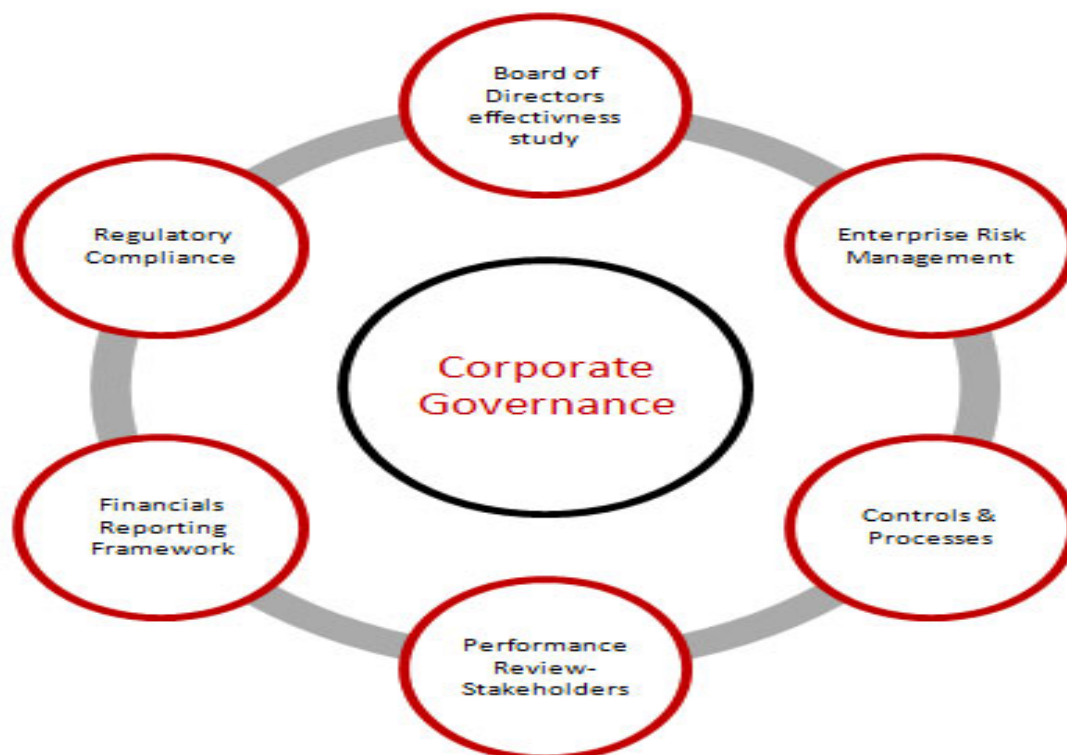 Board of
Directors
effectivness
study
Enterprise Risk
Management
Controls &
Processes
Performance
Review-
Stakeholders
Financials
Reporting
Framework
Regulatory
Compliance
Corporate
Governance